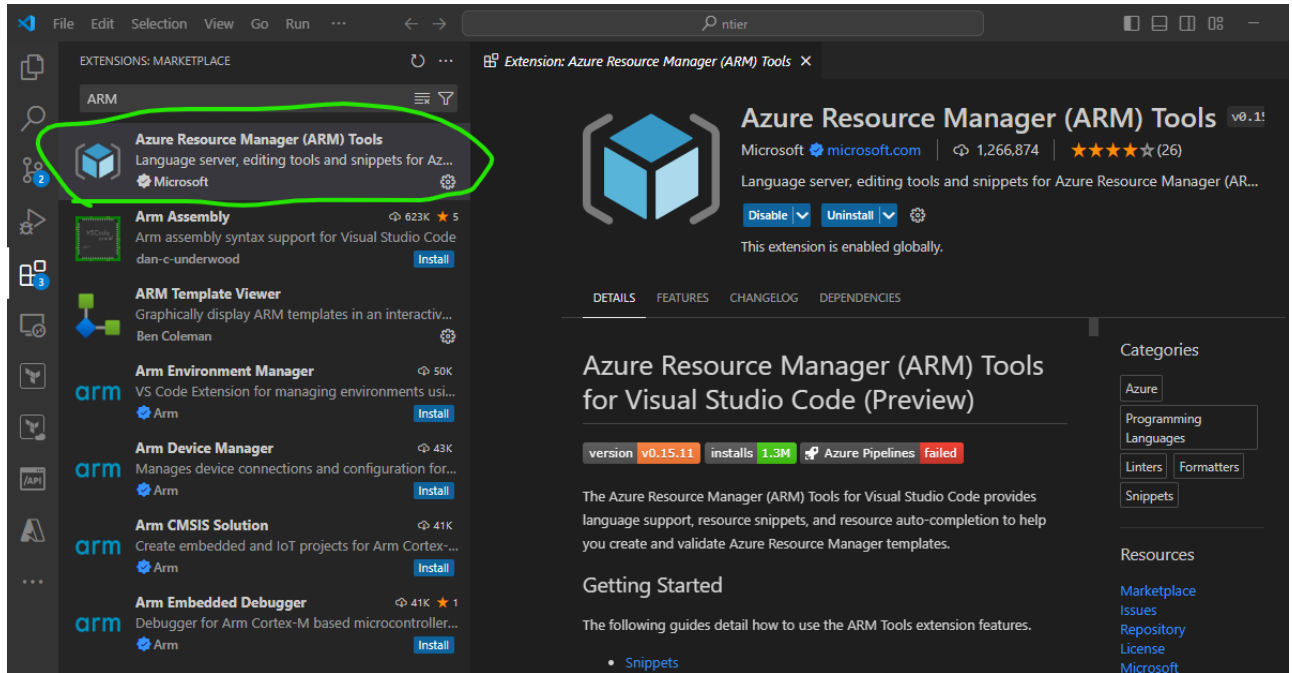 File Edit Selection View Go Run ···
ntier
EXTENSIONS: MARKETPLACE
ARM
Azure Resource Manager (ARM) Tools
Language server, editing tools and snippets for Az...
Microsoft
Arm Assembly 623K 5
Arm assembly syntax support for Visual Studio Code
dan-c-underwood Install
ARM Template Viewer
Graphically display ARM templates in an interactiv...
Ben Coleman
Arm Environment Manager 50K
VS Code Extension for managing environments usi...
Arm Install
Arm Device Manager 43K
Manages device connections and configuration for...
Arm Install
Arm CMSIS Solution 41K
Create embedded and IoT projects for Arm Cortex-...
Arm Install
Arm Embedded Debugger 41K 1
Debugger for Arm Cortex-M based microcontroller...
Arm Install
arm
arm
arm
arm
2
3
/API
Extension: Azure Resource Manager (ARM) Tools
Azure Resource Manager (ARM) Tools
Microsoft microsoft.com 1,266,874 (26)
Language server, editing tools and snippets for Azure Resource Manager (AR...
Disable Uninstall
This extension is enabled globally.
DETAILS FEATURES CHANGELOG DEPENDENCIES
Azure Resource Manager (ARM) Tools
for Visual Studio Code (Preview)
version v0.15.11 installs 1.3M Azure Pipelines failed
The Azure Resource Manager (ARM) Tools for Visual Studio Code provides
language support, resource snippets, and resource auto-completion to help
you create and validate Azure Resource Manager templates.
Getting Started
The following guides detail how to use the ARM Tools extension features.
• Snippets
Categories
Azure
Programming
Languages
Linters Formatters
Snippets
Resources
Marketplace
Issues
Repository
License
Microsoft